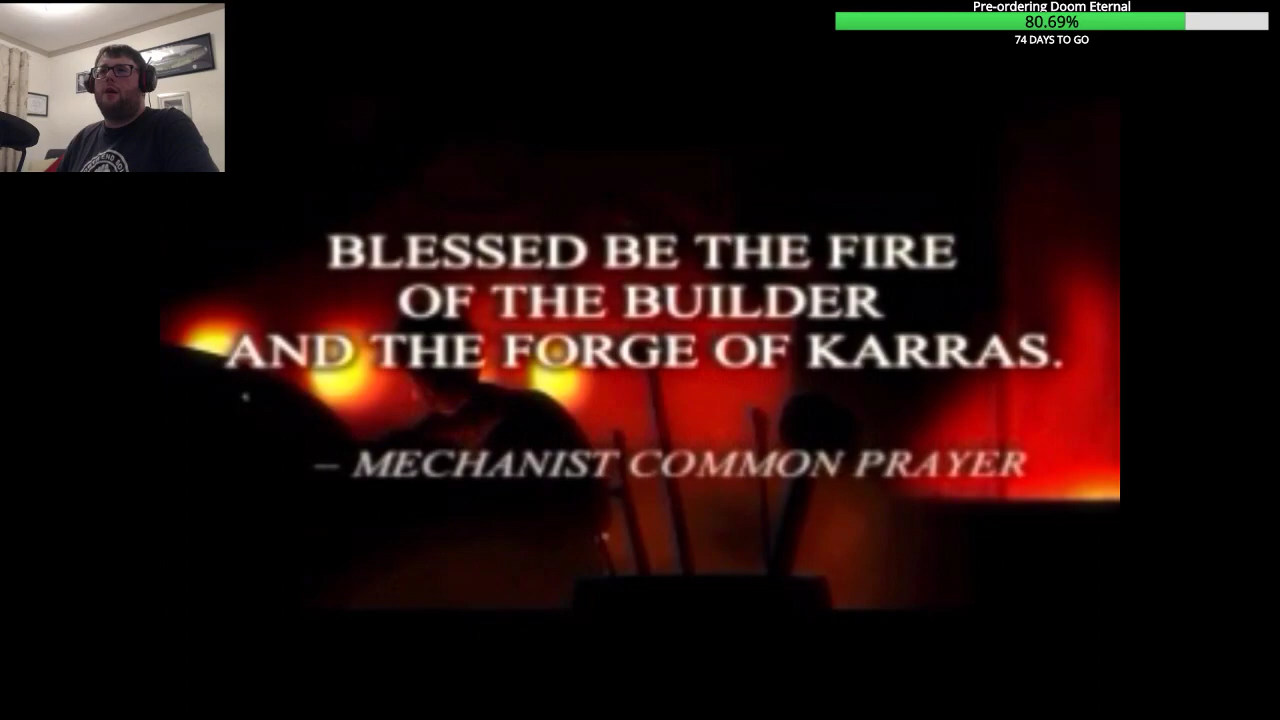 Pre-ordering Doom Eternal
80.69%
74 DAYS TO GO
BLESSED BE THE FIRE
OF THE BUILDER
AND THE FORGE OF KARRAS.
– MECHANIST COMMON PRAYER